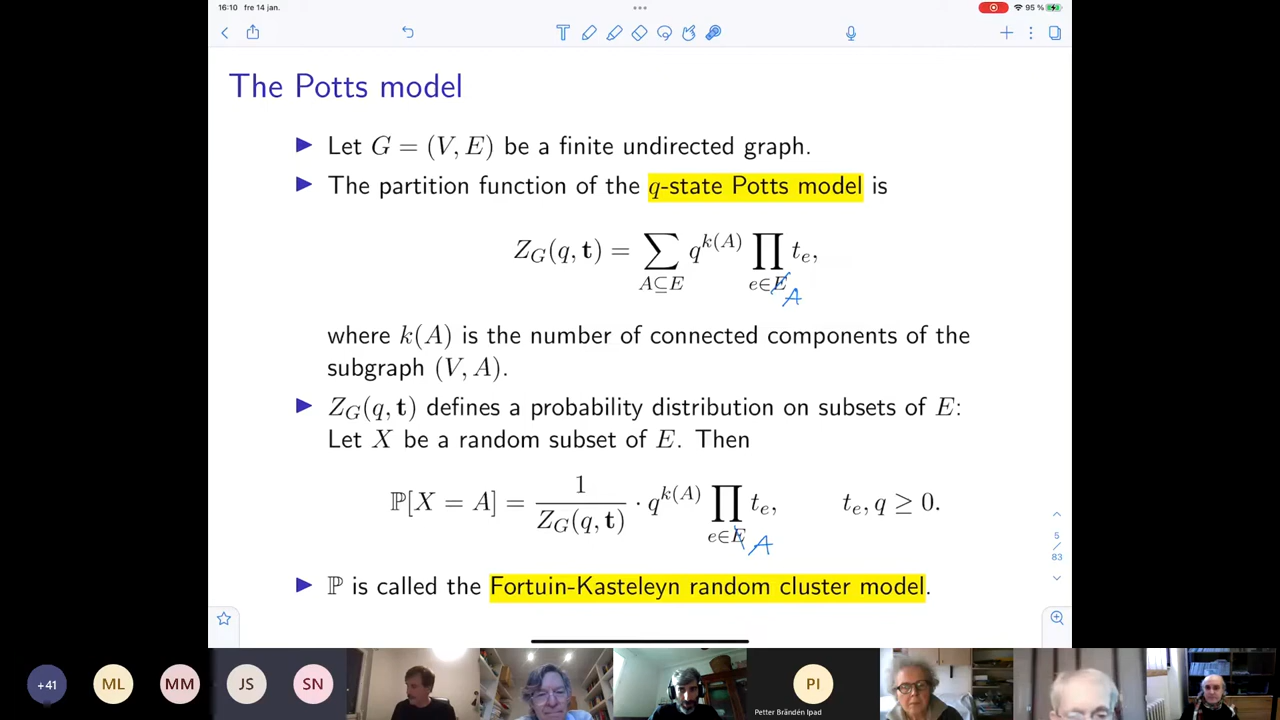 16:10 fre 14 jan.
95 %
The Potts model
Let G = (V, E) be a finite undirected graph.
The partition function of the q-state Potts model is
Z_G(q, t) = ∑_{A⊆E} q^{k(A)} ∏_{e∈E} t_e,
A
where k(A) is the number of connected components of the
subgraph (V, A).
Z_G(q, t) defines a probability distribution on subsets of E:
Let X be a random subset of E. Then
ℙ[X = A] = 1/Z_G(q, t) · q^{k(A)} ∏_{e∈E} t_e, t_e, q ≥ 0.
A
ℙ is called the Fortuin-Kasteleyn random cluster model.
5
/
83
+41
ML
MM
JS
SN
PI
Petter Brändén Ipad